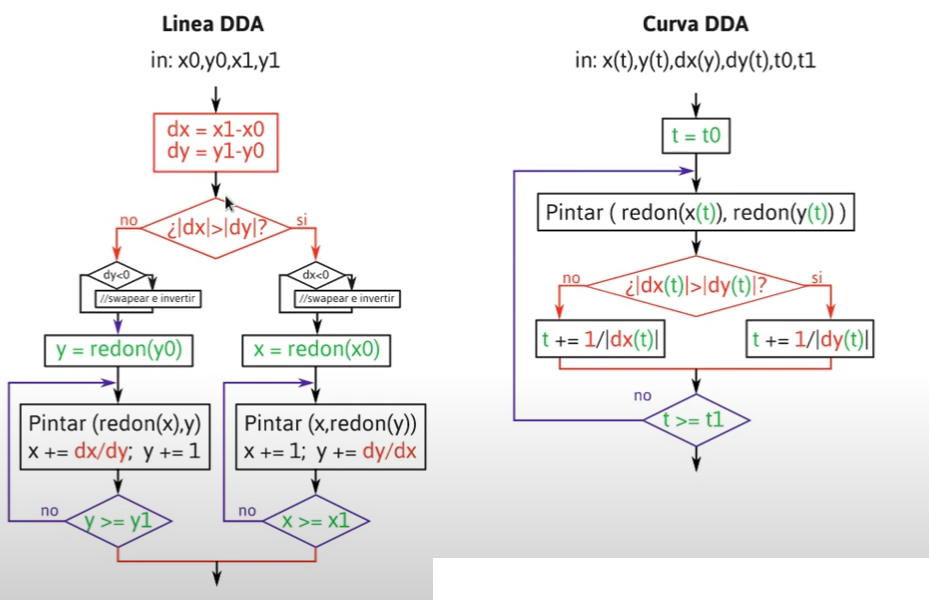 Linea DDA
in: x0,y0,x1,y1
dx = x1-x0
dy = y1-y0
¿|dx|>|dy|?
no
si
dy<0
//swapear e invertir
dx<0
//swapear e invertir
y = redon(y0)
x = redon(x0)
Pintar (redon(x),y)
x += dx/dy; y += 1
Pintar (x,redon(y))
x += 1; y += dy/dx
no
y >= y1
no
x >= x1
Curva DDA
in: x(t),y(t),dx(y),dy(t),t0,t1
t = t0
Pintar ( redon(x(t)), redon(y(t)) )
¿|dx(t)|>|dy(t)|?
no
si
t += 1/|dx(t)|
t += 1/|dy(t)|
no
t >= t1